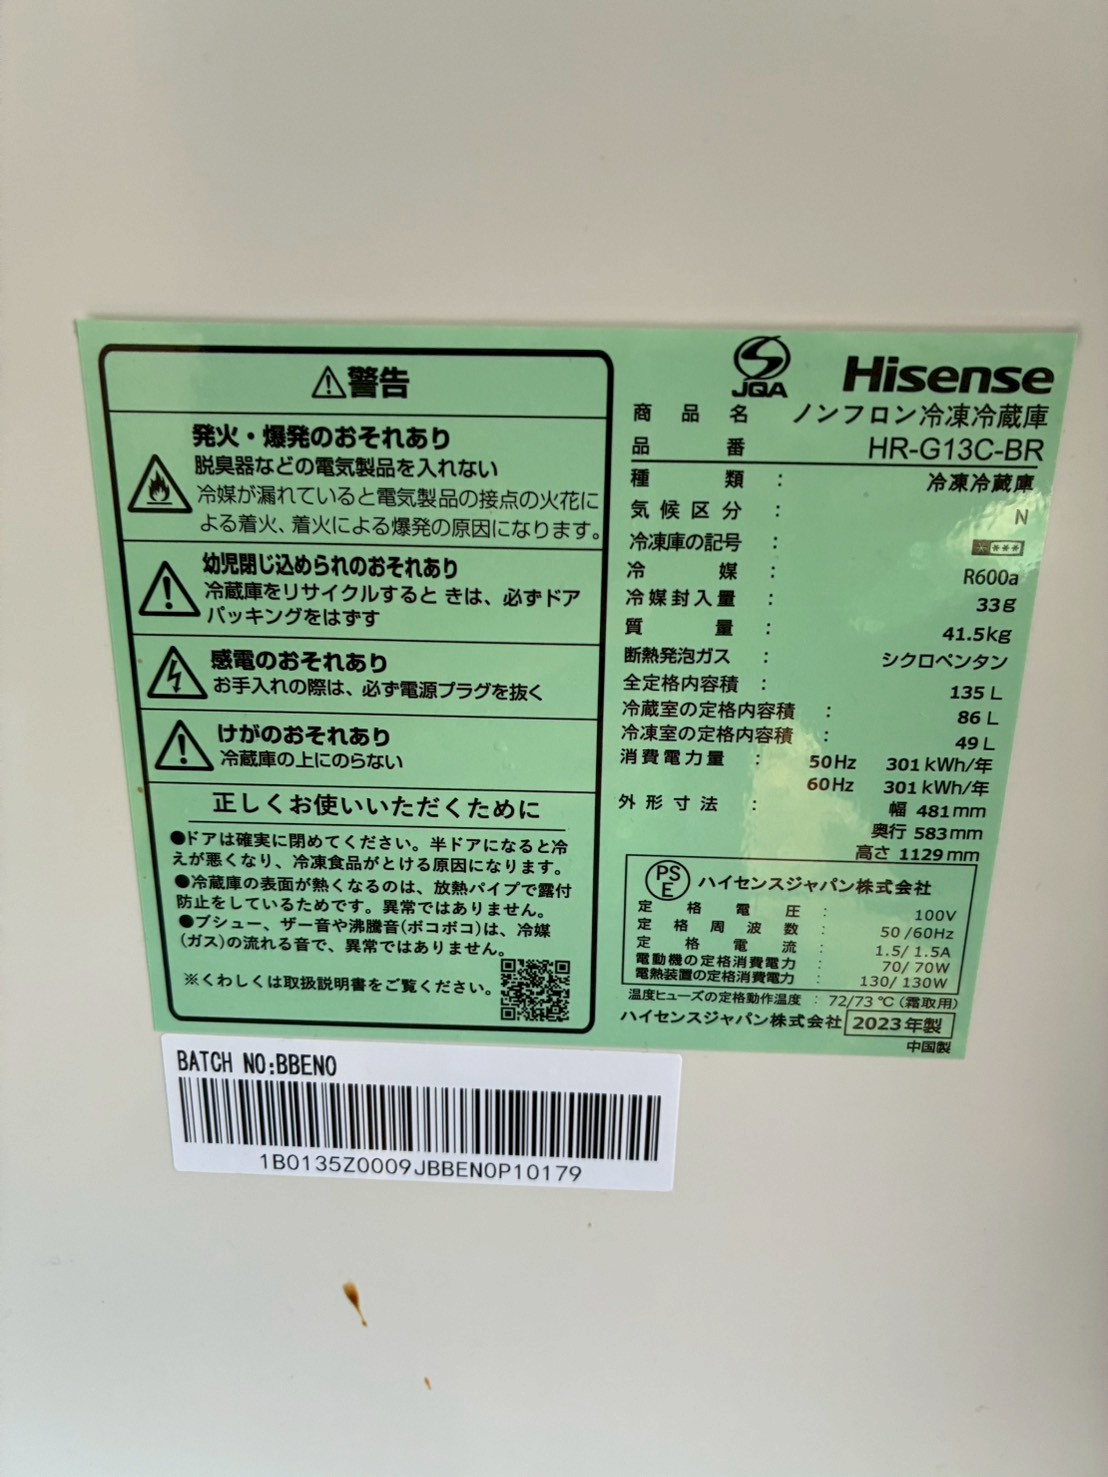 ⚠警告
発火・爆発のおそれあり
脱臭器などの電気製品を入れない
冷媒が漏れていると電気製品の接点の火花に
よる着火、着火による爆発の原因になります。
幼児閉じ込められのおそれあり
冷蔵庫をリサイクルするとき は、必ずドア
パッキングをはずす
感電のおそれあり
お手入れの際は、必ず電源プラグを抜く
けがのおそれあり
冷蔵庫の上にのらない
正しくお使いいただくために
●ドアは確実に閉めてください。半ドアになると冷
えが悪くなり、冷凍食品がとける原因になります。
●冷蔵庫の表面が熱くなるのは、放熱パイプで露付
防止をしているためです。異常ではありません。
●ブシュー、ザー音や沸騰音(ボコボコ)は、冷媒
(ガス)の流れる音で、異常ではありません。
※くわしくは取扱説明書をご覧ください。
JQA
Hisense
商品名 ノンフロン冷凍冷蔵庫
品番 HR-G13C-BR
種類 : 冷凍冷蔵庫
気候区分 : N
冷凍庫の記号 : ****
冷媒 : R600a
冷媒封入量 : 33g
質量 : 41.5kg
断熱発泡ガス : シクロペンタン
全定格内容積 : 135 L
冷蔵室の定格内容積 : 86 L
冷凍室の定格内容積 : 49 L
消費電力量 : 50Hz 301 kWh/年
60Hz 301 kWh/年
外形寸法 : 幅 481mm
奥行 583mm
高さ 1129mm
PSE ハイセンスジャパン株式会社
定格電圧 : 100V
定格周波数 : 50/60Hz
定格電流 : 1.5/1.5A
電動機の定格消費電力 : 70/70W
電熱装置の定格消費電力 : 130/130W
温度ヒューズの定格動作温度 : 72/73℃(霜取用)
ハイセンスジャパン株式会社 2023年製
中国製
BATCH NO:BBENO
1B0135Z0009JBBEN0P10179